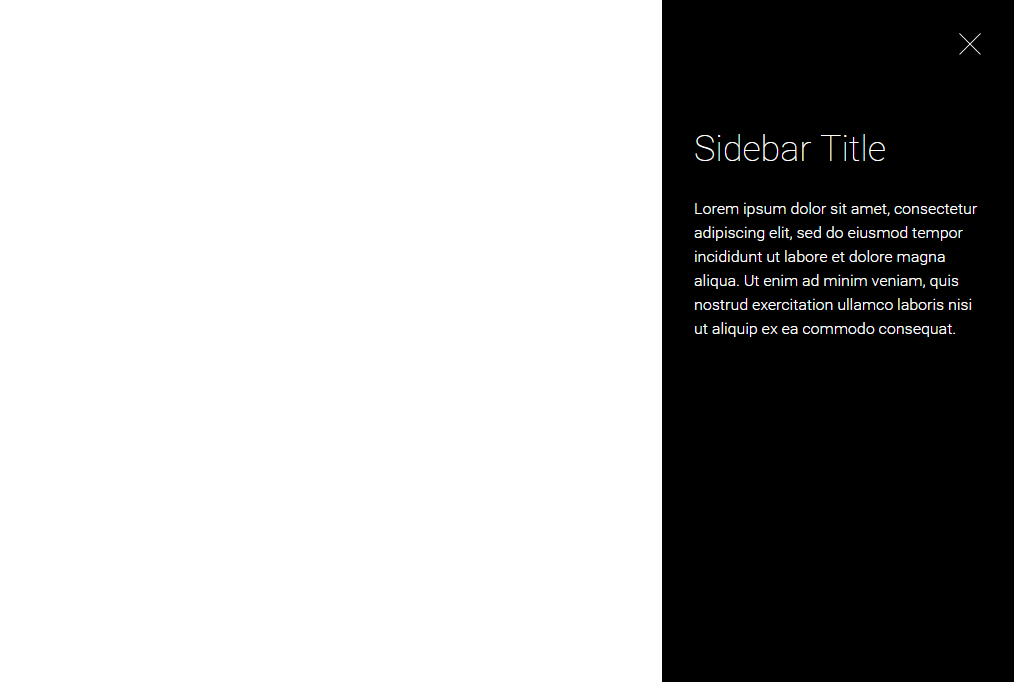 Sidebar Title
Lorem ipsum dolor sit amet, consectetur
adipiscing elit, sed do eiusmod tempor
incididunt ut labore et dolore magna
aliqua. Ut enim ad minim veniam, quis
nostrud exercitation ullamco laboris nisi
ut aliquip ex ea commodo consequat.